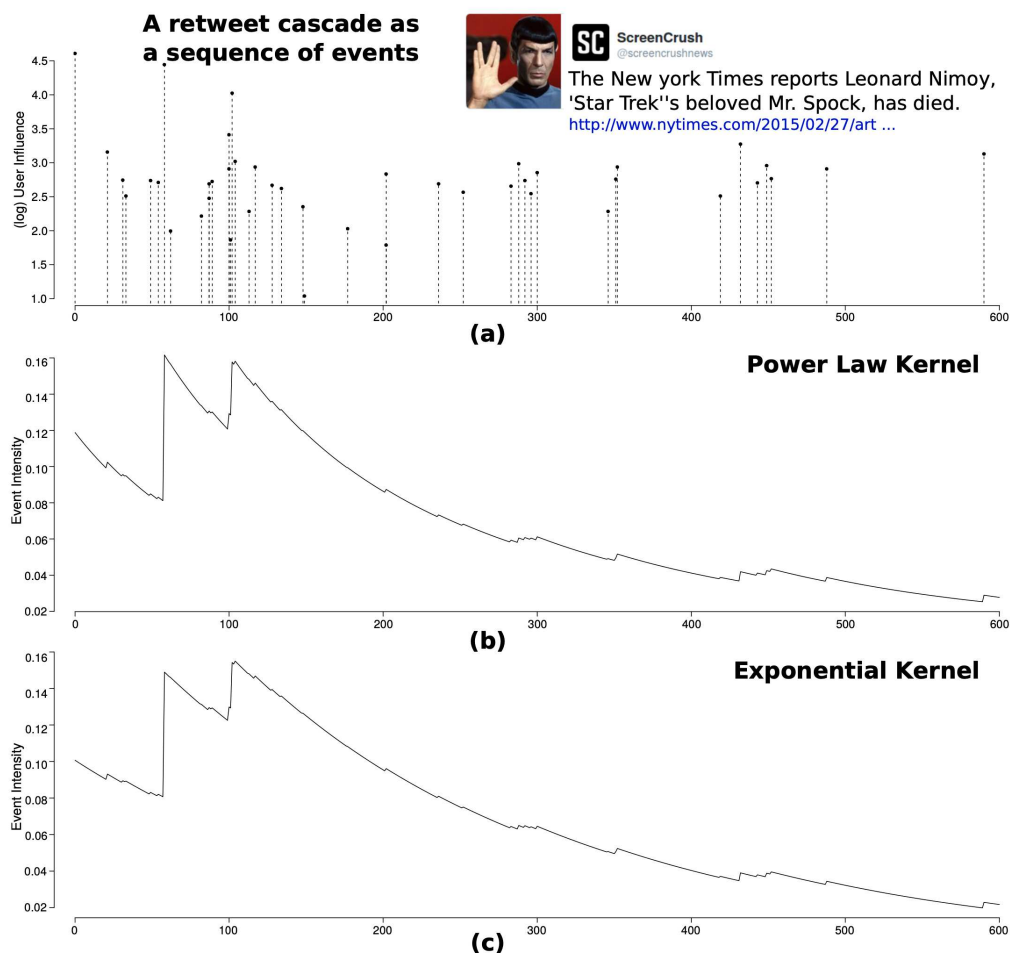 A retweet cascade as
a sequence of events
SC
ScreenCrush
@screencrushnews
The New york Times reports Leonard Nimoy,
'Star Trek''s beloved Mr. Spock, has died.
http://www.nytimes.com/2015/02/27/art ...
(log) User Influence
4.5
4.0
3.5
3.0
2.5
2.0
1.5
1.0
0 100 200 300 400 500 600
(a)
Power Law Kernel
Event Intensity
0.16
0.14
0.12
0.10
0.08
0.06
0.04
0.02
0 100 200 300 400 500 600
(b)
Exponential Kernel
Event Intensity
0.16
0.14
0.12
0.10
0.08
0.06
0.04
0.02
0 100 200 300 400 500 600
(c)